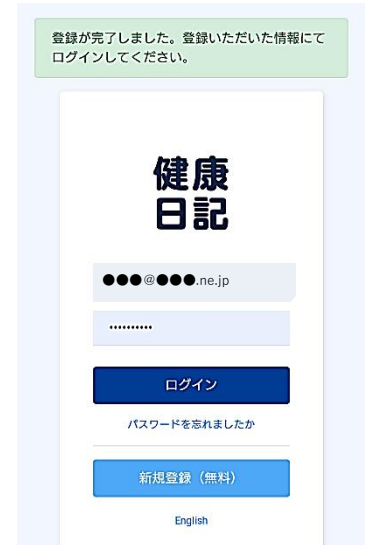 登録が完了しました。登録いただいた情報にて
ログインしてください。
健康
日記
●●●@●●●.ne.jp
••••••••••
ログイン
パスワードを忘れましたか
新規登録（無料）
English